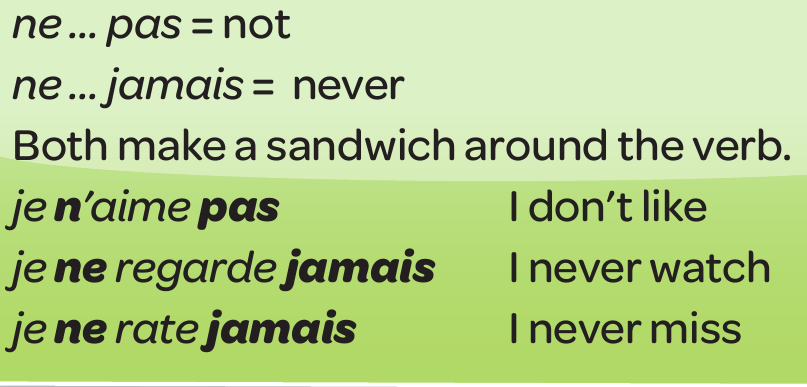 ne ... pas = not
ne ... jamais = never
Both make a sandwich around the verb.
je n'aime pas I don't like
je ne regarde jamais I never watch
je ne rate jamais I never miss